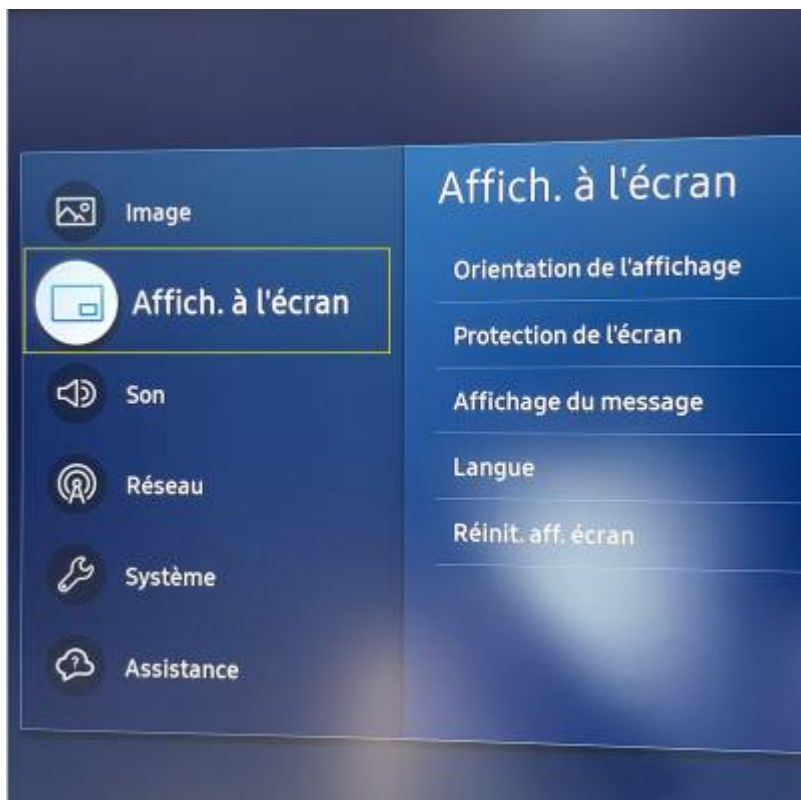 Image
Affich. à l'écran
Son
Réseau
Système
Assistance
Affich. à l'écran
Orientation de l'affichage
Protection de l'écran
Affichage du message
Langue
Réinit. aff. écran